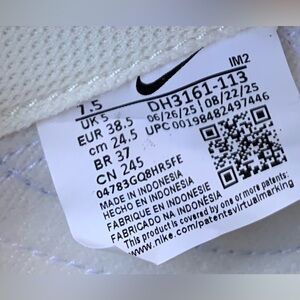 7.5
UK 5
EUR 38.5
cm 24.5
BR 37
CN 245
04783GQ8HR5FE
IM2
DH3161-113
06/26/25 | 08/22/25
UPC 00198482497446
MADE IN INDONESIA
HECHO EN INDONESIA
FABRIQUÉ EN INDONÉSIE
FABRICADO NA INDONÉSIA
This product is covered by one or more patents.
www.nike.com/patentsvirtualmarking